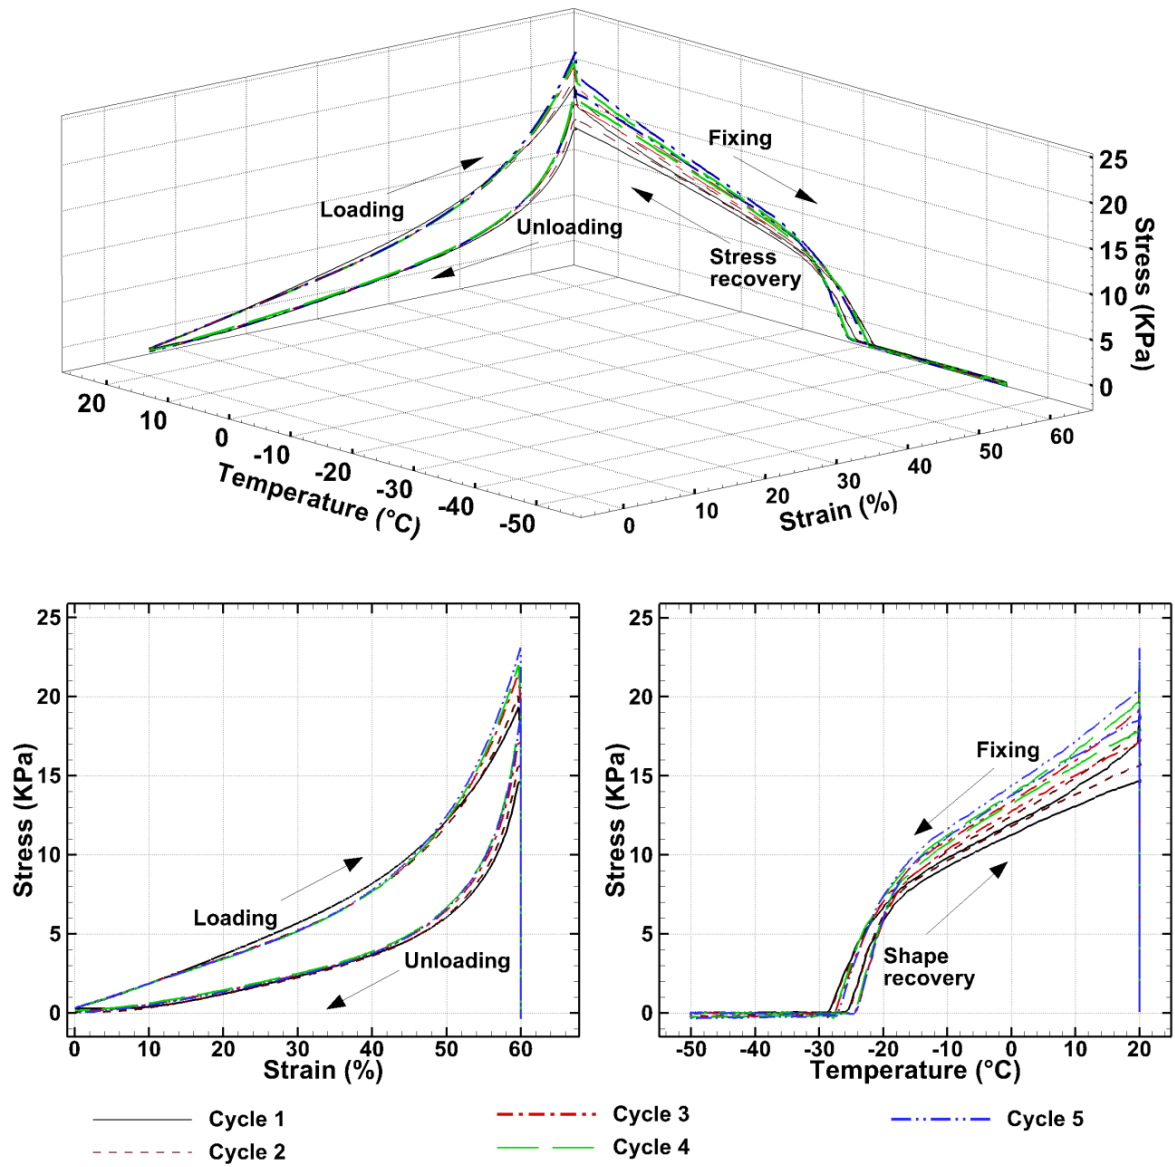 Fixing
Loading
Unloading
Stress
recovery
25
20
15
10
5
0
Stress (KPa)
20
10
0
-10
-20
-30
-40
-50
Temperature (°C)
0
10
20
30
40
50
60
Strain (%)
25
20
15
10
5
0
Stress (KPa)
Loading
Unloading
0
10
20
30
40
50
60
Strain (%)
25
20
15
10
5
0
Stress (KPa)
Fixing
Shape
recovery
-50
-40
-30
-20
-10
0
10
20
Temperature (°C)
Cycle 1
Cycle 2
Cycle 3
Cycle 4
Cycle 5